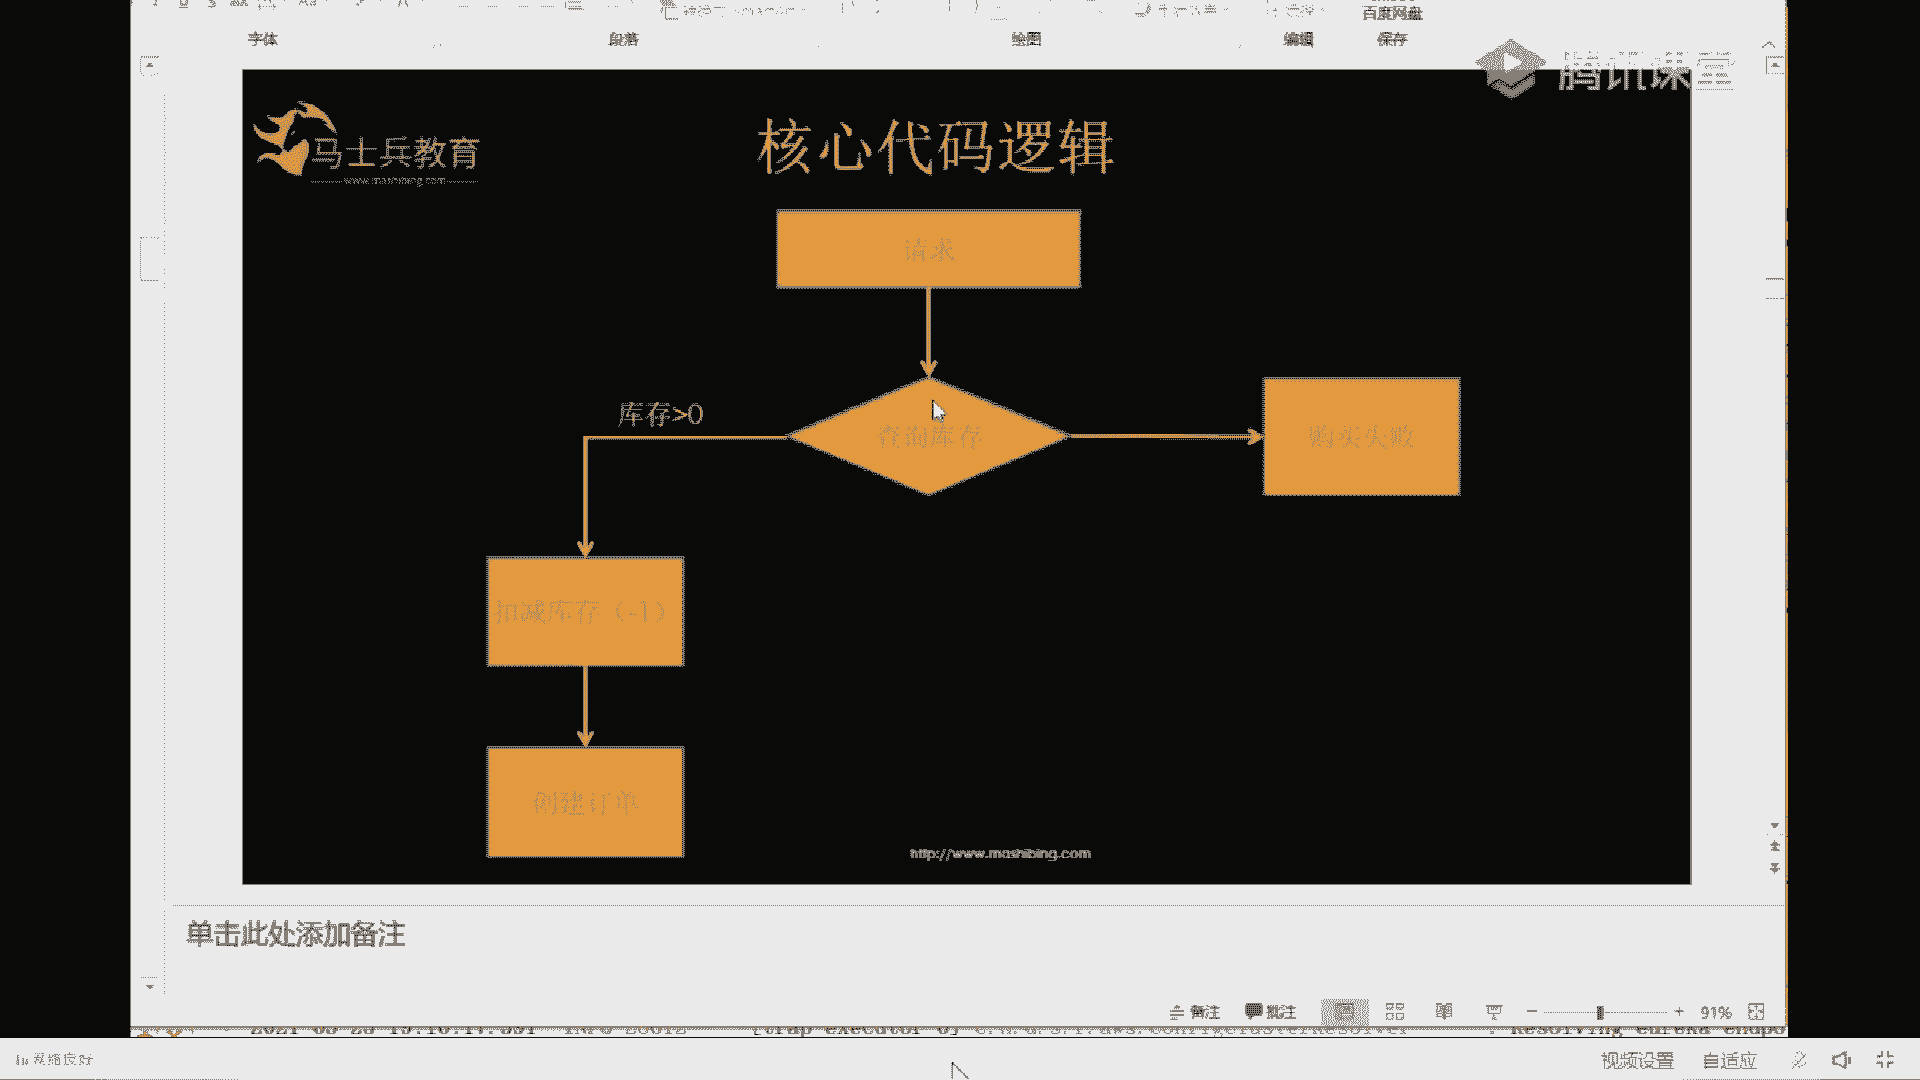 字体
段落
绘图
编辑
百度网盘
保存
腾讯课堂
马士兵教育
www.mashibing.com
核心代码逻辑
请求
库存>0
查询库存
购买失败
扣减库存（-1）
创建订单
http://www.mashibing.com
单击此处添加备注
备注
批注
91%
网络良好
视频设置
自适应